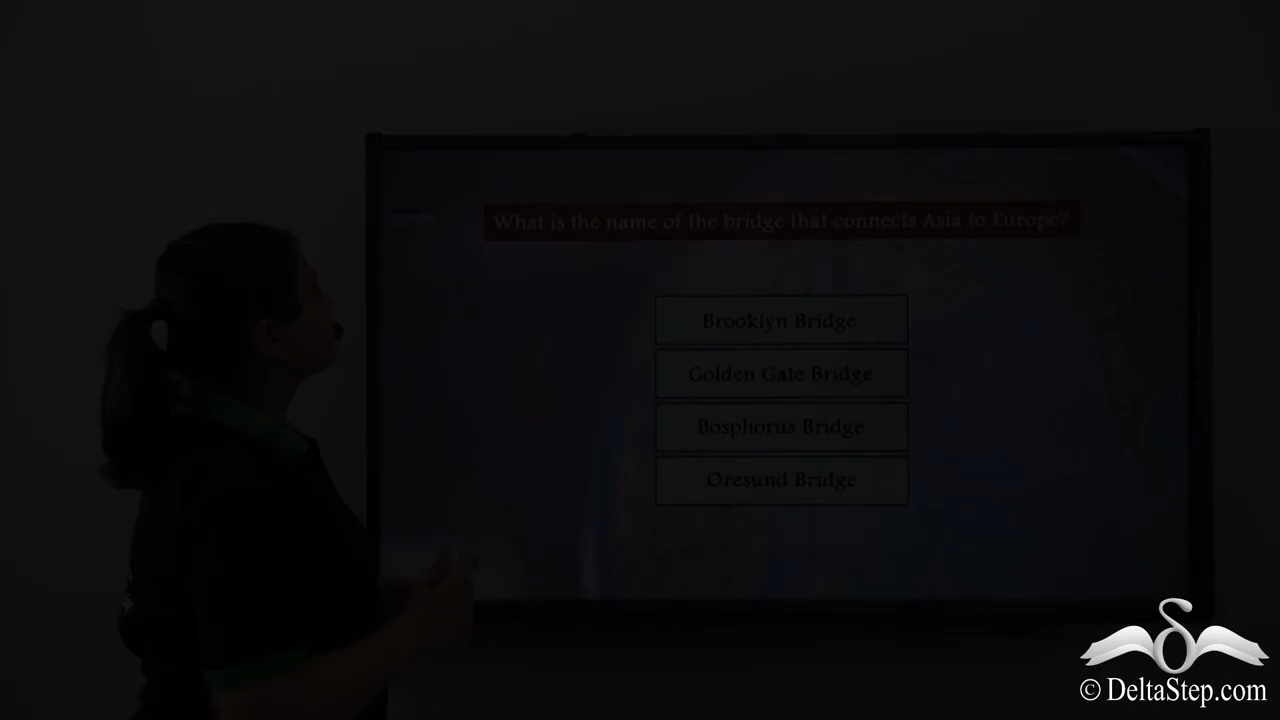 What is the name of the bridge that connects Asia to Europe?
Brooklyn Bridge
Golden Gate Bridge
Bosphorus Bridge
Oresund Bridge
© DeltaStep.com